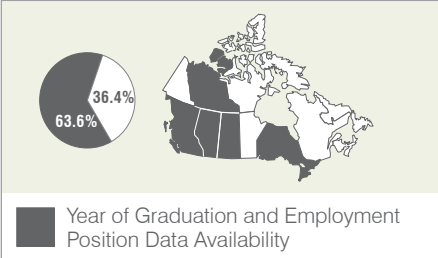 36.4%
63.6%
Year of Graduation and Employment
Position Data Availability